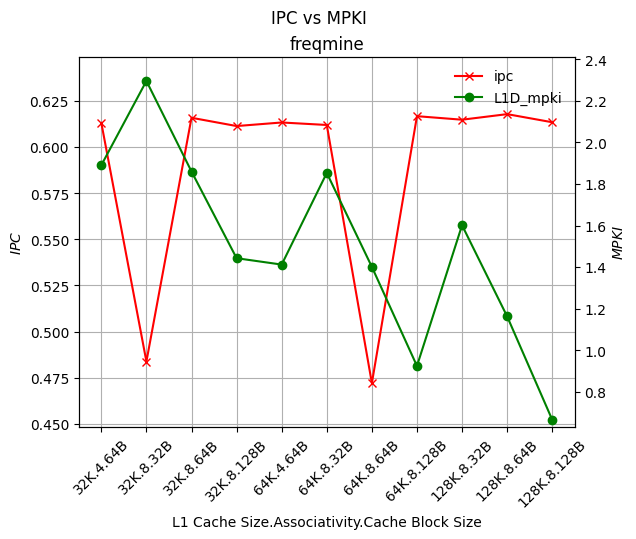 IPC vs MPKI
freqmine
ipc
L1D_mpki
0.625
0.600
0.575
0.550
0.525
0.500
0.475
0.450
IPC
2.4
2.2
2.0
1.8
1.6
1.4
1.2
1.0
0.8
MPKI
32K.4.64B
32K.8.32B
32K.8.64B
32K.8.128B
64K.4.64B
64K.8.32B
64K.8.64B
64K.8.128B
128K.8.32B
128K.8.64B
128K.8.128B
L1 Cache Size.Associativity.Cache Block Size